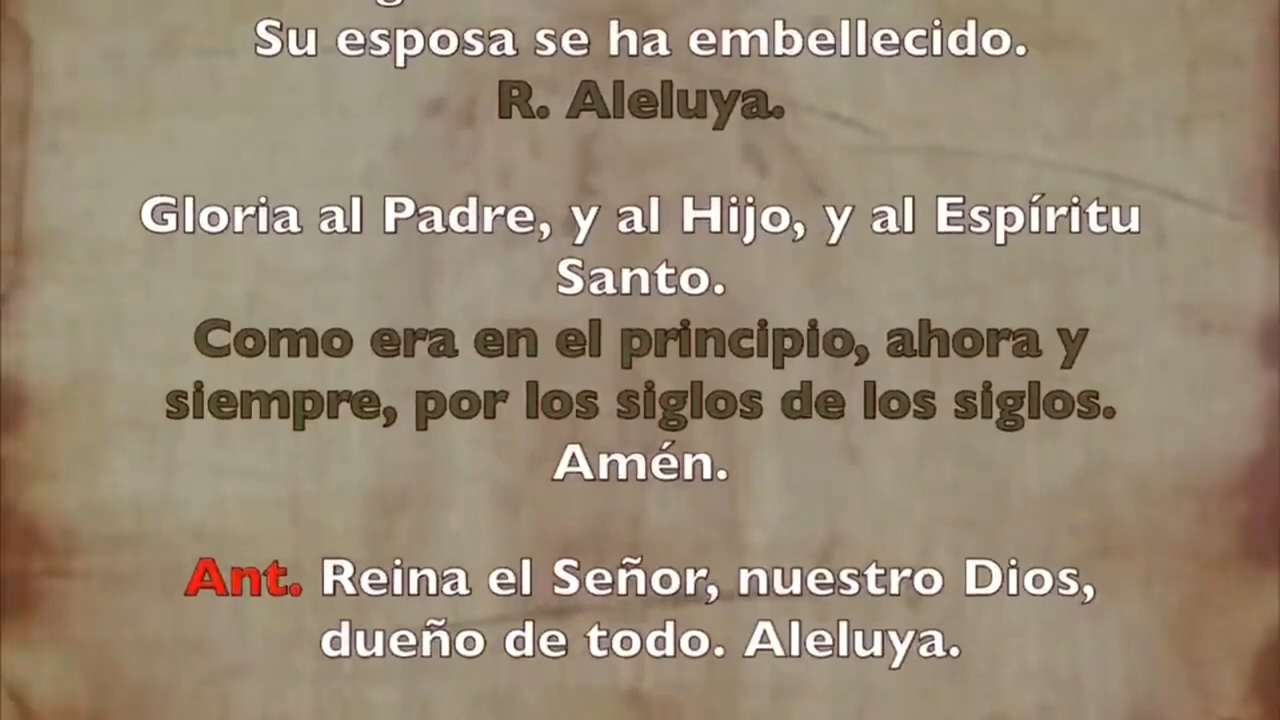 Su esposa se ha embellecido.
R. Aleluya.
Gloria al Padre, y al Hijo, y al Espíritu
Santo.
Como era en el principio, ahora y
siempre, por los siglos de los siglos.
Amén.
Ant. Reina el Señor, nuestro Dios,
dueño de todo. Aleluya.